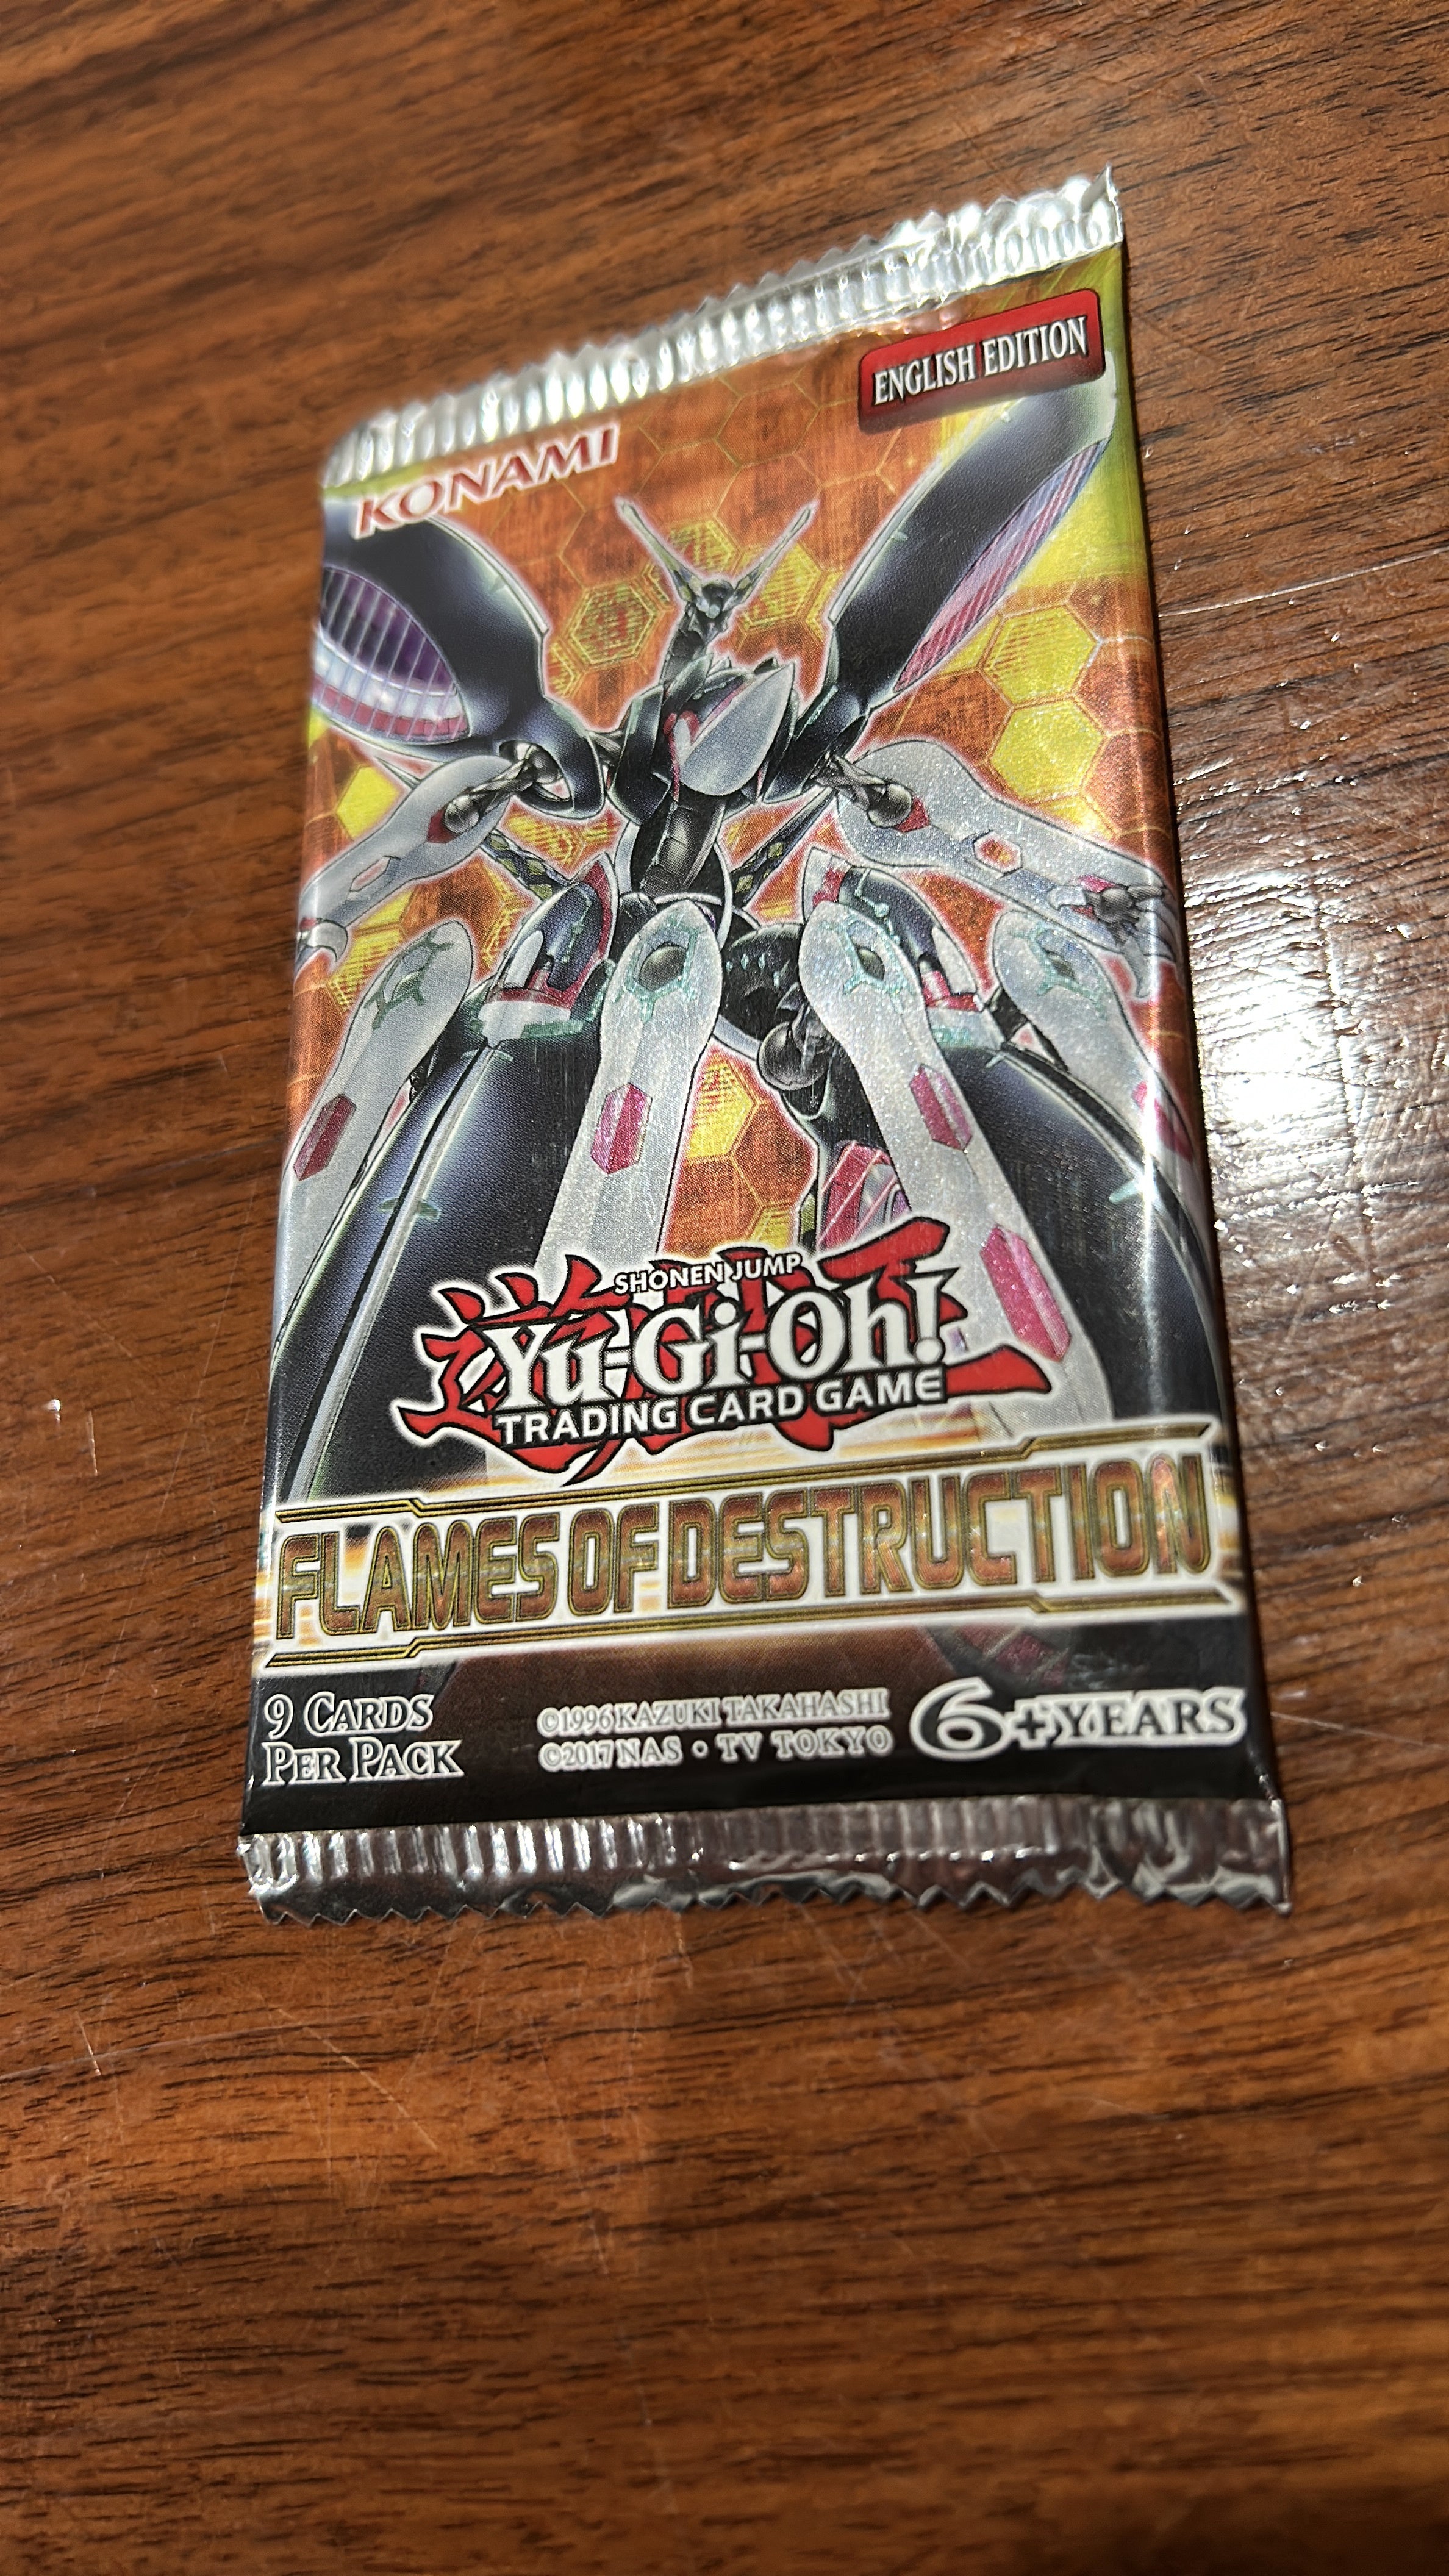 ENGLISH EDITION
KONAMI
SHONEN JUMP
Yu-Gi-Oh!
TRADING CARD GAME
FLAMES OF DESTRUCTION
9 CARDS
PER PACK
©1996 KAZUKI TAKAHASHI
©2017 NAS • TV TOKYO
6+YEARS